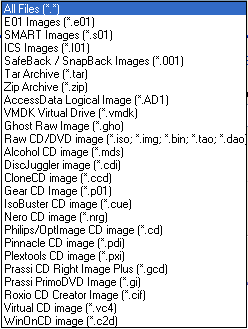 All Files (*.*)
E01 Images (*.e01)
SMART Images (*.s01)
ICS Images (*.I01)
SafeBack / SnapBack Images (*.001)
Tar Archive (*.tar)
Zip Archive (*.zip)
AccessData Logical Image (*.AD1)
VMDK Virtual Drive (*.vmdk)
Ghost Raw Image (*.gho)
Raw CD/DVD image (*.iso; *.img; *.bin; *.tao; *.dao)
Alcohol CD image (*.mds)
DiscJuggler image (*.cdi)
CloneCD image (*.ccd)
Gear CD Image (*.p01)
IsoBuster CD image (*.cue)
Nero CD image (*.nrg)
Philips/OptImage CD image (*.cd)
Pinnacle CD image (*.pdi)
Plextools CD image (*.pxi)
Prassi CD Right Image Plus (*.gcd)
Prassi PrimoDVD Image (*.gi)
Roxio CD Creator Image (*.cif)
Virtual CD image (*.vc4)
WinOnCD image (*.c2d)